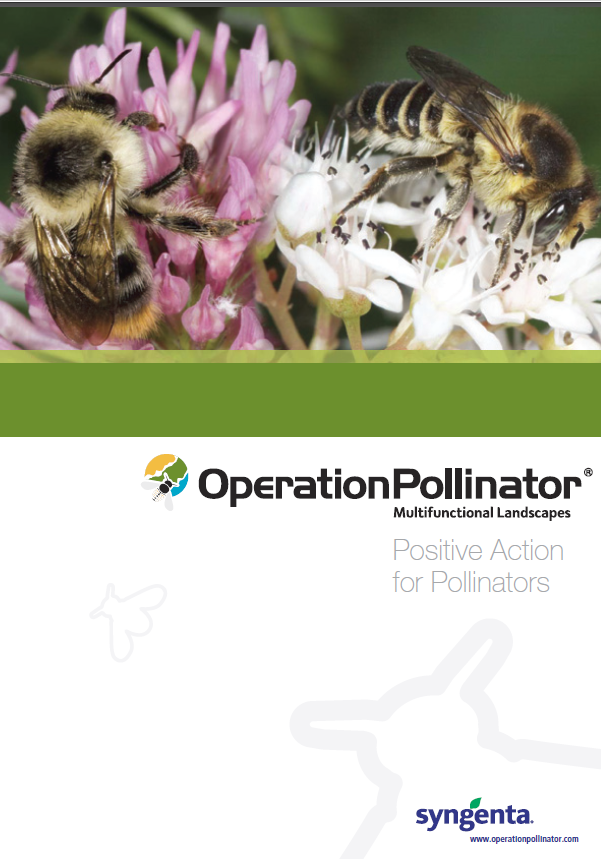 OperationPollinator®
Multifunctional Landscapes
Positive Action
for Pollinators
syngenta.
www.operationpollinator.com